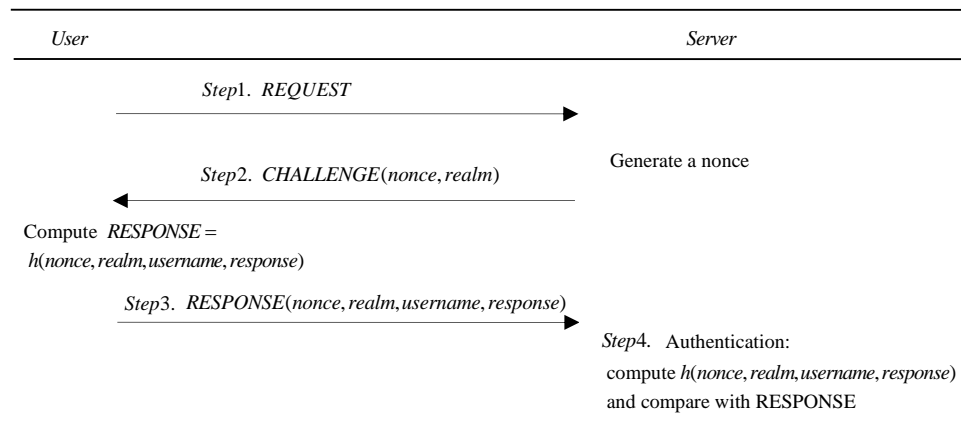 User Server
Step1. REQUEST
Generate a nonce
Step2. CHALLENGE(nonce,realm)
Compute RESPONSE =
h(nonce,realm,username,response)
Step3. RESPONSE(nonce,realm,username,response)
Step4. Authentication:
compute h(nonce,realm,username,response)
and compare with RESPONSE